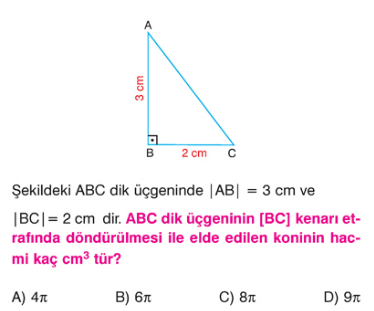 A
3 cm
B
2 cm
C
Şekildeki ABC dik üçgeninde |AB| = 3 cm ve
|BC| = 2 cm dir. ABC dik üçgeninin [BC] kenarı et-
rafında döndürülmesi ile elde edilen koninin hac-
mi kaç cm³ tür?
A) 4π B) 6π C) 8π D) 9π